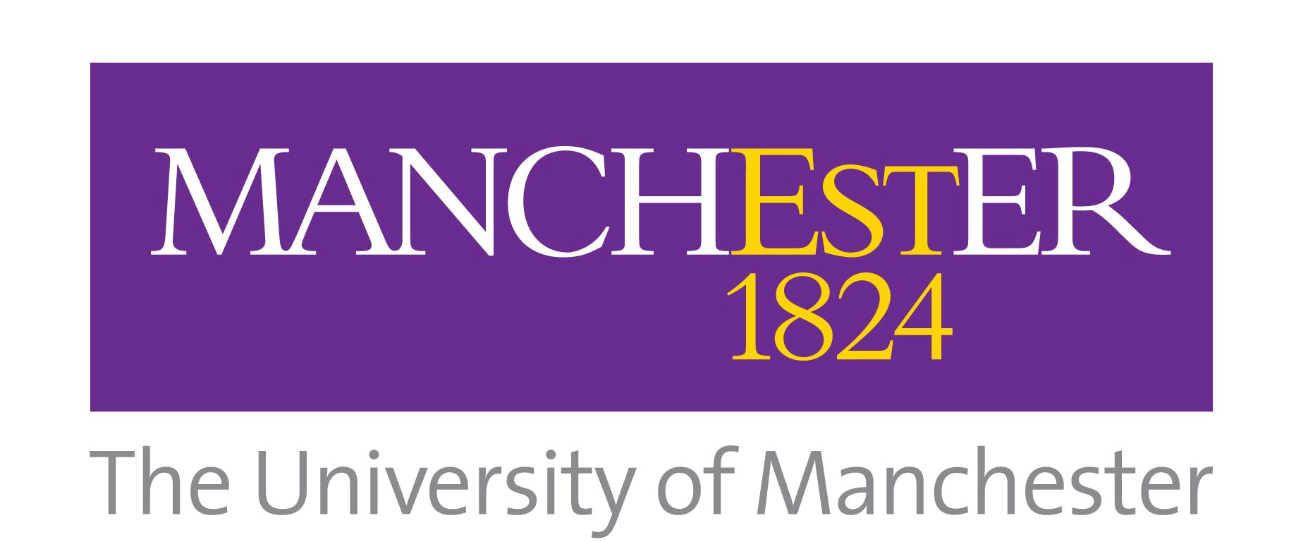 MANCHEsTER
1824
The University of Manchester